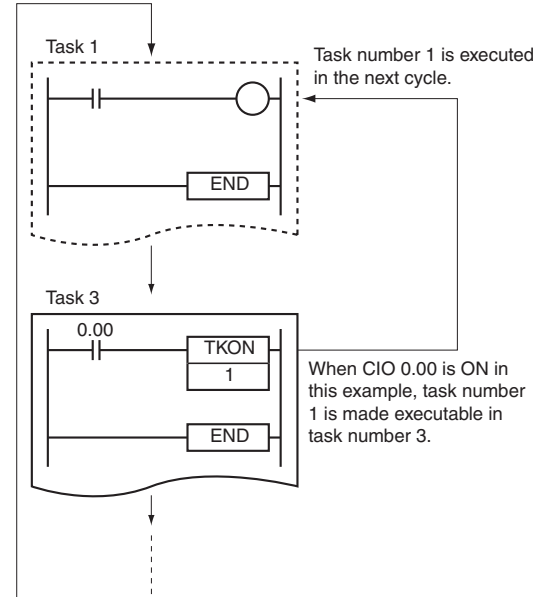 Task 1
Task number 1 is executed
in the next cycle.
END
Task 3
0.00
TKON
1
END
When CIO 0.00 is ON in
this example, task number
1 is made executable in
task number 3.